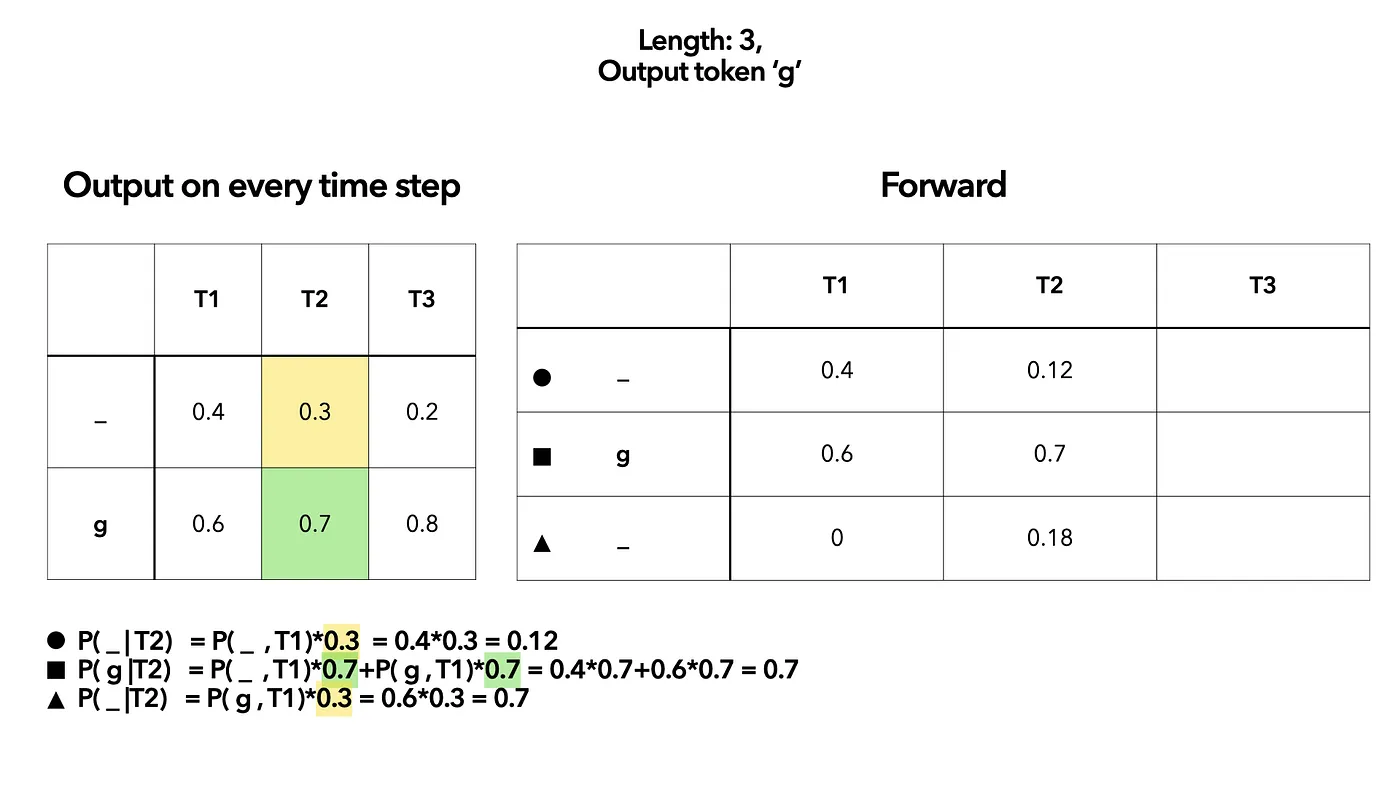 Length: 3,
Output token ‘g’
Output on every time step
T1 T2 T3
_ 0.4 0.3 0.2
g 0.6 0.7 0.8
Forward
T1 T2 T3
● _ 0.4 0.12
■ g 0.6 0.7
▲ _ 0 0.18
● P( _ | T2) = P( _ , T1)*0.3 = 0.4*0.3 = 0.12
■ P( g |T2) = P( _ , T1)*0.7+P( g , T1)*0.7 = 0.4*0.7+0.6*0.7 = 0.7
▲ P( _ |T2) = P( g , T1)*0.3 = 0.6*0.3 = 0.7